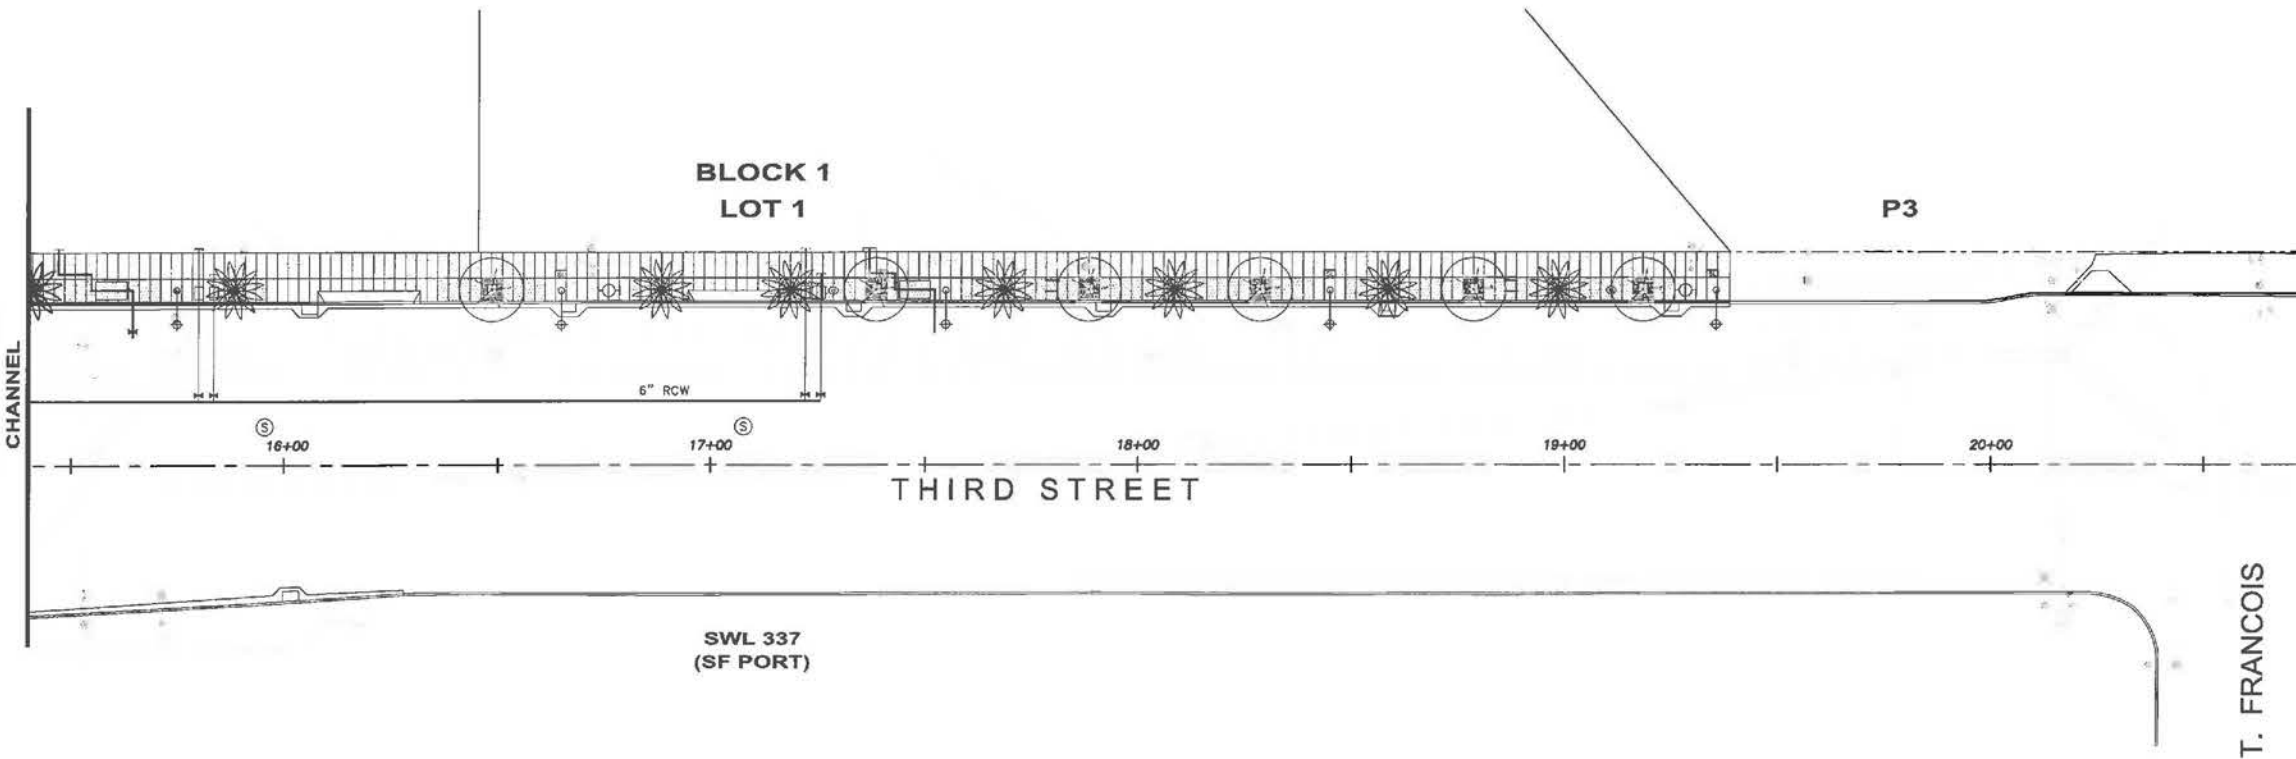 BLOCK 1
LOT 1
P3
CHANNEL
6" RCW
S
S
16+00
17+00
18+00
19+00
20+00
THIRD STREET
SWL 337
(SF PORT)
T. FRANCOIS